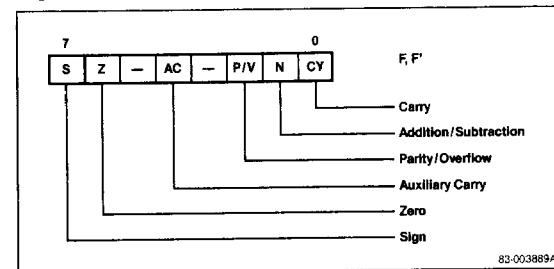 7 0
S Z — AC — P/V N CY F, F'
Carry
Addition/Subtraction
Parity/Overflow
Auxiliary Carry
Zero
Sign
83-003889A